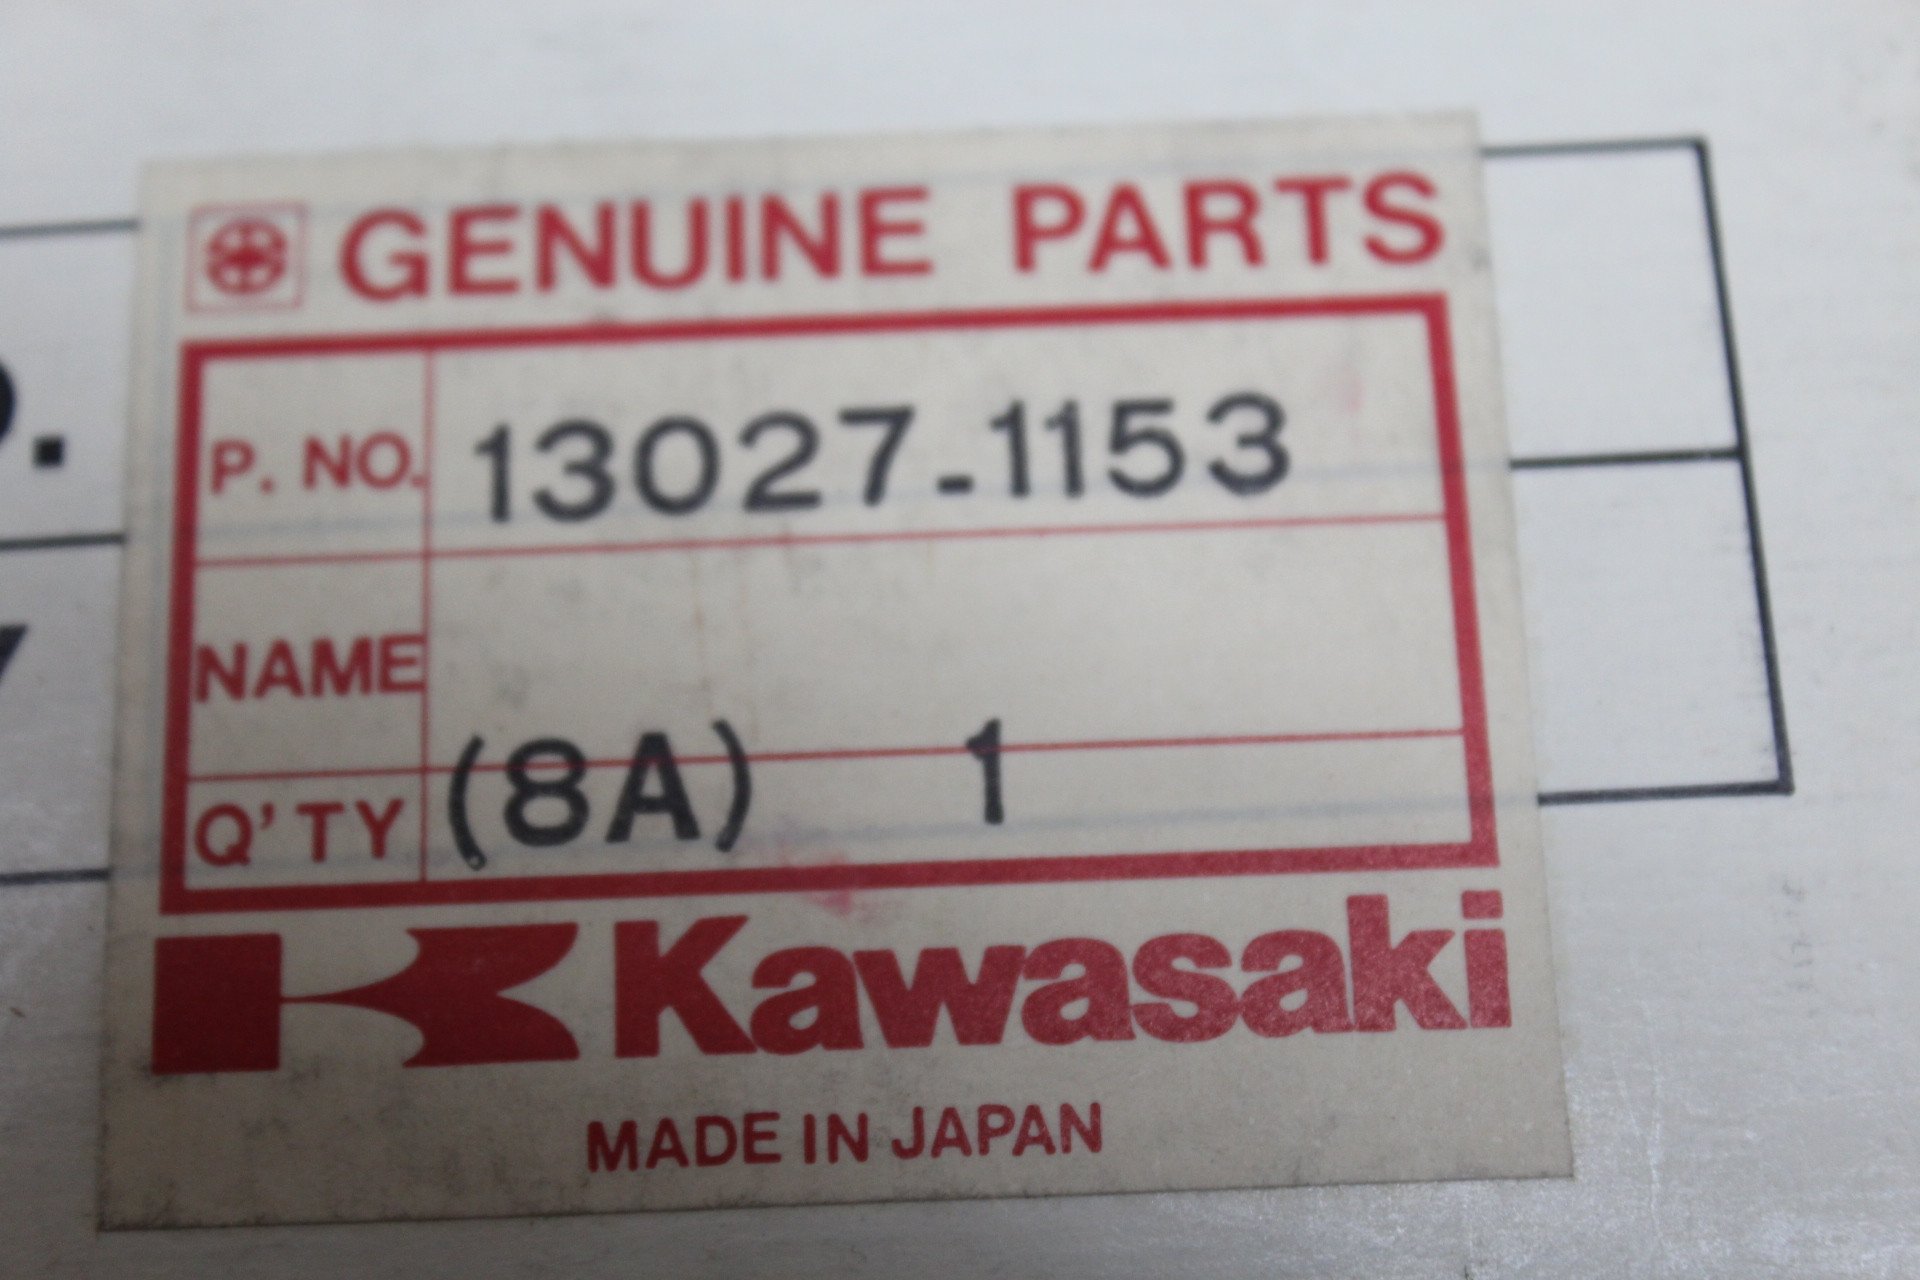 GENUINE PARTS
P. NO. 13027-1153
NAME
Q'TY (8A) 1
Kawasaki
MADE IN JAPAN